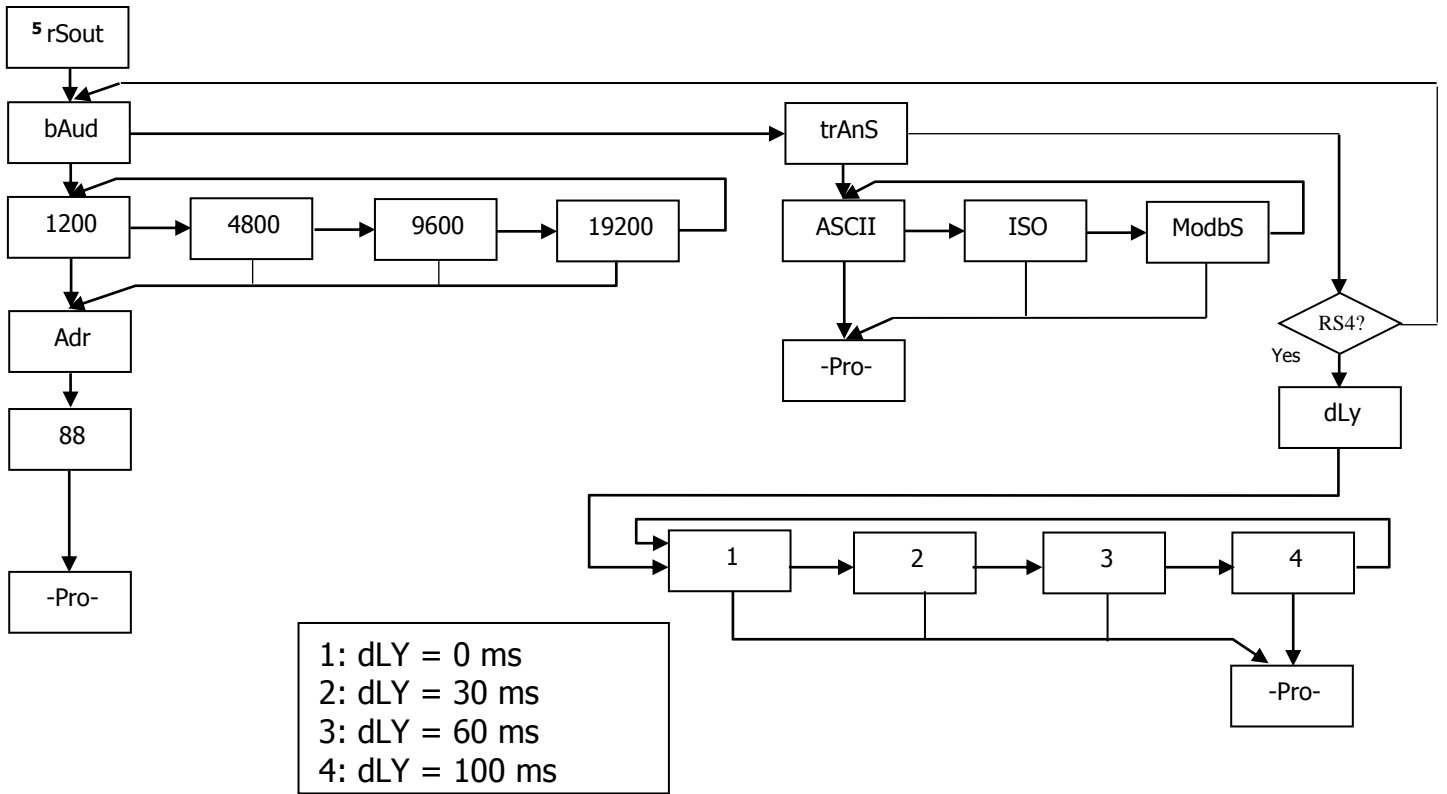 5 rSout
bAud
trAnS
1200
4800
9600
19200
ASCII
ISO
ModbS
Adr
RS4?
Yes
-Pro-
dLy
88
1
2
3
4
-Pro-
-Pro-
1: dLY = 0 ms
2: dLY = 30 ms
3: dLY = 60 ms
4: dLY = 100 ms